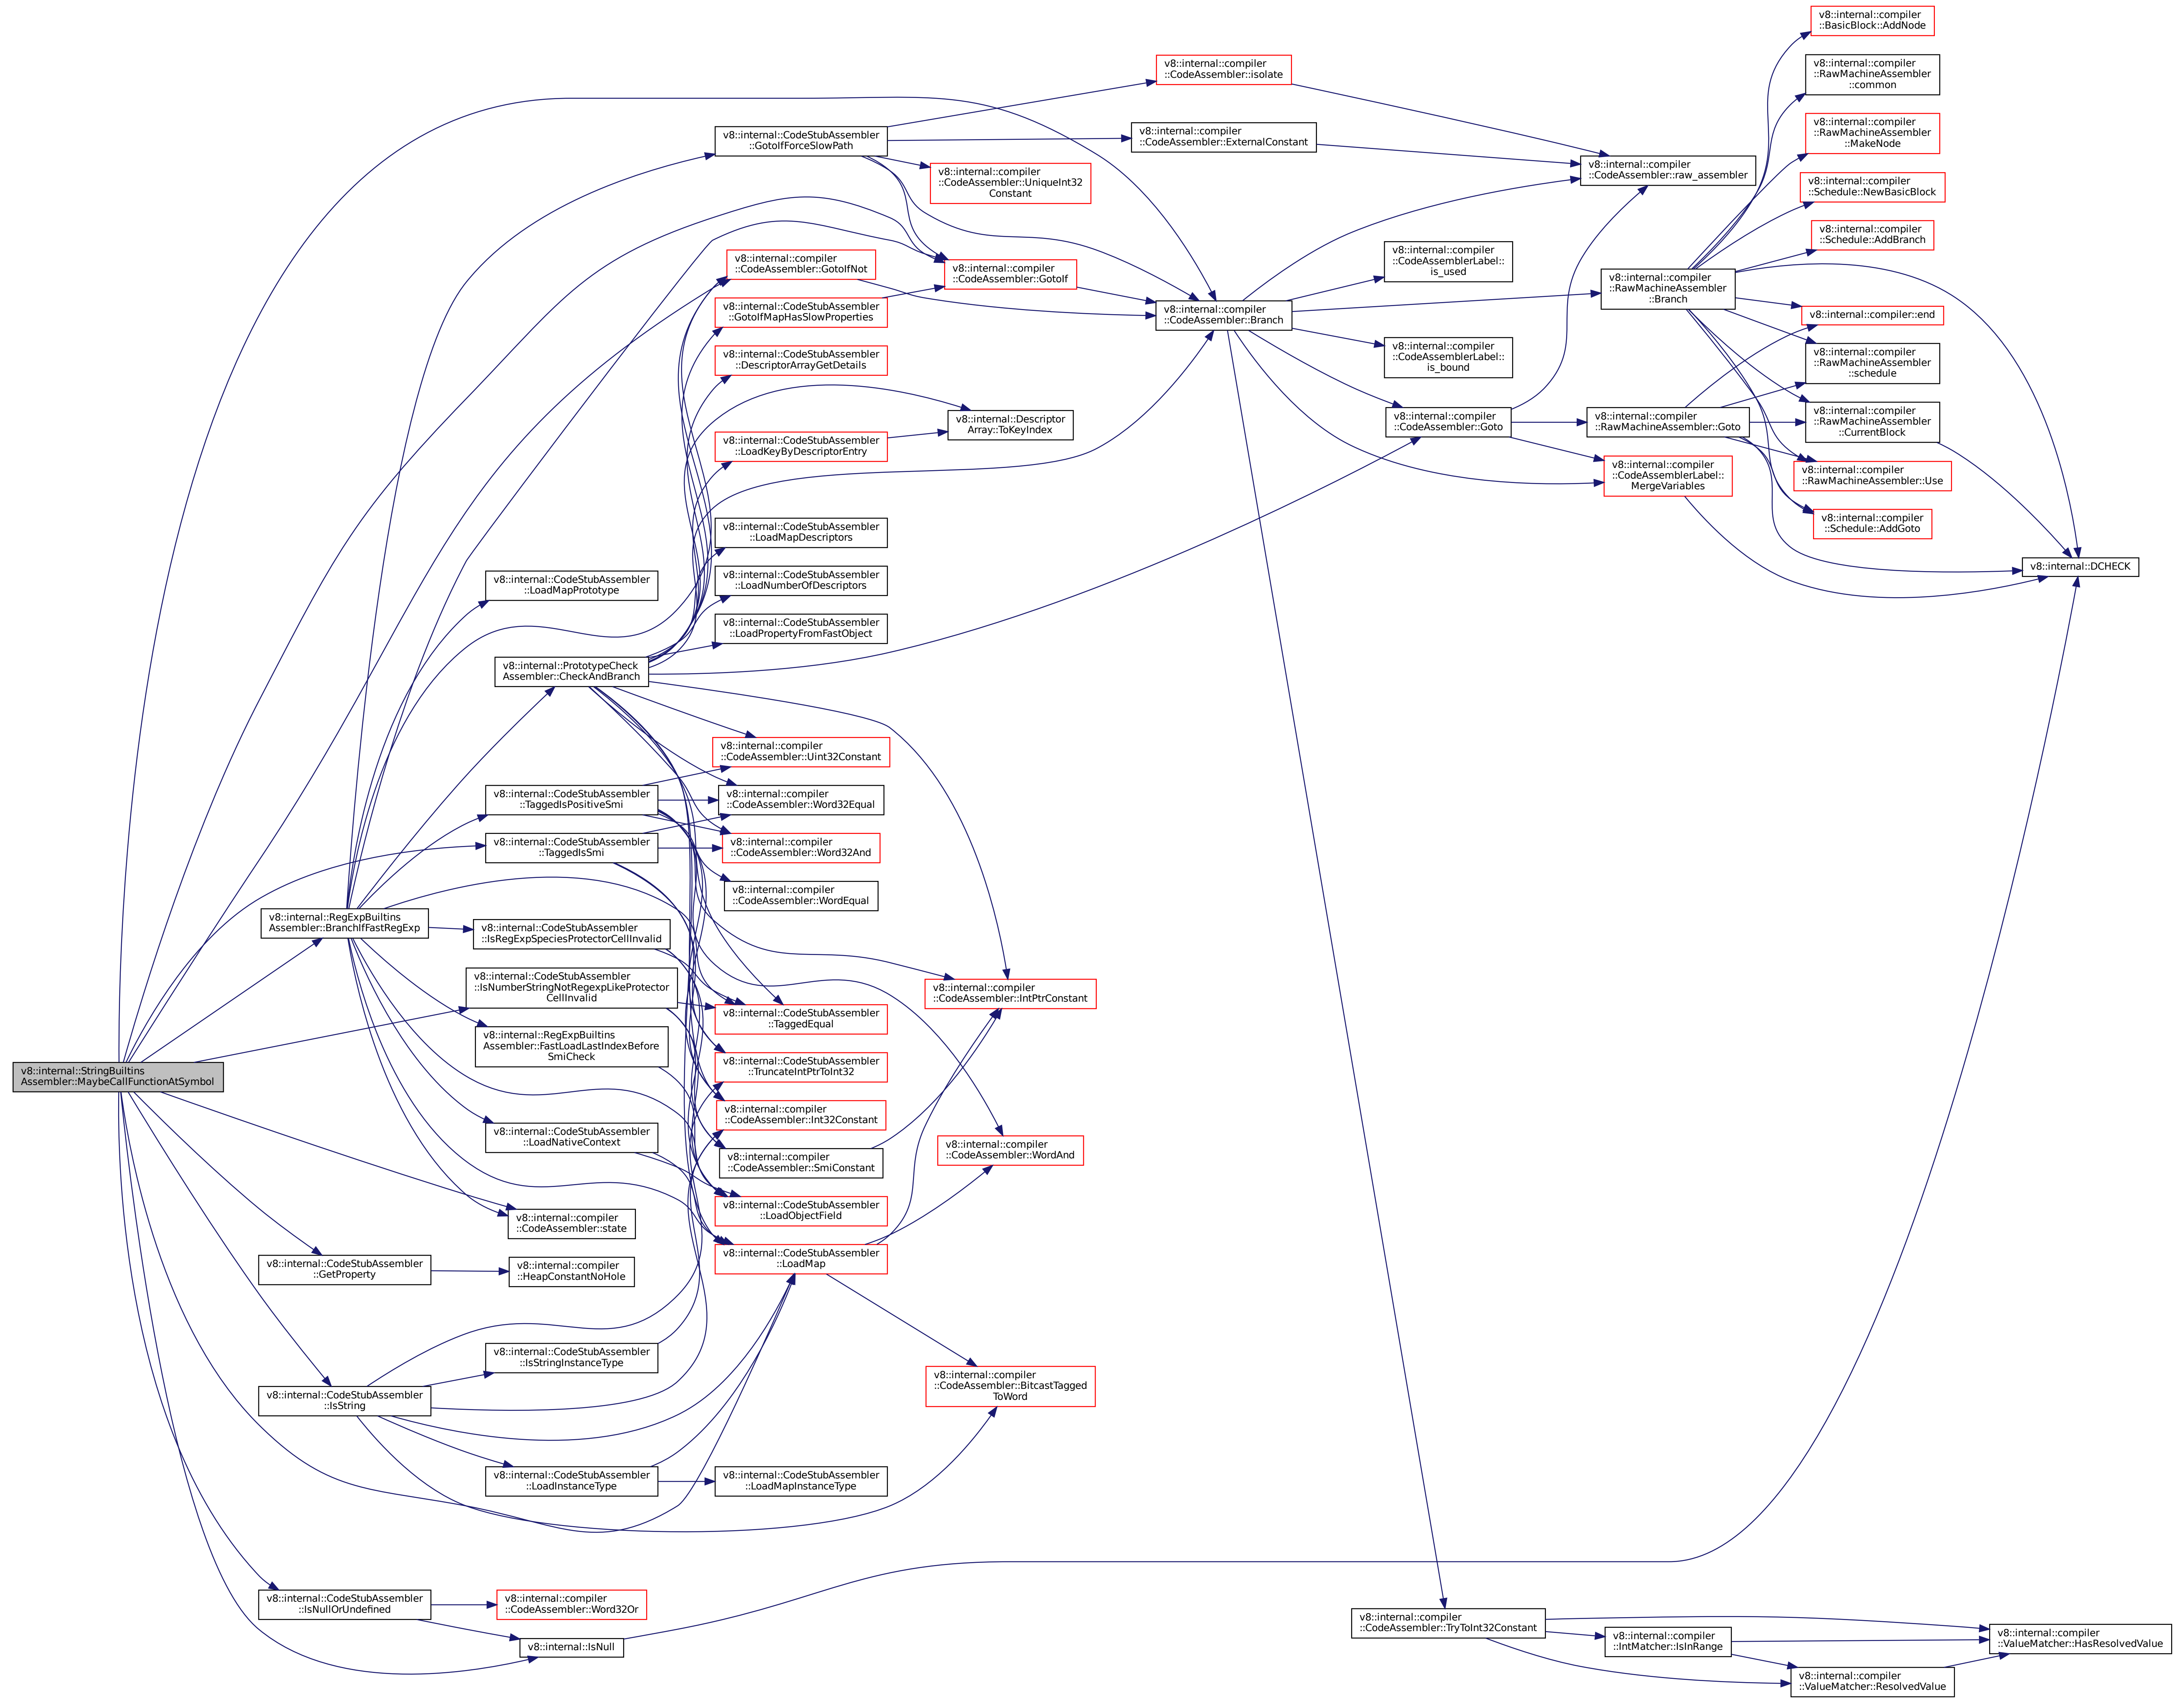 v8::internal::StringBuiltins
Assembler::MaybeCallFunctionAtSymbol
v8::internal::RegExpBuiltins
Assembler::BranchIfFastRegExp
v8::internal::CodeStubAssembler
::GetProperty
v8::internal::CodeStubAssembler
::IsString
v8::internal::CodeStubAssembler
::IsNullOrUndefined
v8::internal::CodeStubAssembler
::LoadMapPrototype
v8::internal::PrototypeCheck
Assembler::CheckAndBranch
v8::internal::CodeStubAssembler
::TaggedIsPositiveSmi
v8::internal::CodeStubAssembler
::TaggedIsSmi
v8::internal::CodeStubAssembler
::IsRegExpSpeciesProtectorCellInvalid
v8::internal::CodeStubAssembler
::IsNumberStringNotRegexpLikeProtector
CellInvalid
v8::internal::RegExpBuiltins
Assembler::FastLoadLastIndexBefore
SmiCheck
v8::internal::CodeStubAssembler
::LoadNativeContext
v8::internal::compiler
::CodeAssembler::state
v8::internal::compiler
::HeapConstantNoHole
v8::internal::CodeStubAssembler
::IsStringInstanceType
v8::internal::CodeStubAssembler
::LoadInstanceType
v8::internal::compiler
::CodeAssembler::Word32Or
v8::internal::IsNull
v8::internal::CodeStubAssembler
::GotoIfForceSlowPath
v8::internal::compiler
::CodeAssembler::GotoIfNot
v8::internal::CodeStubAssembler
::GotoIfMapHasSlowProperties
v8::internal::CodeStubAssembler
::DescriptorArrayGetDetails
v8::internal::CodeStubAssembler
::LoadKeyByDescriptorEntry
v8::internal::CodeStubAssembler
::LoadMapDescriptors
v8::internal::CodeStubAssembler
::LoadNumberOfDescriptors
v8::internal::CodeStubAssembler
::LoadPropertyFromFastObject
v8::internal::compiler
::CodeAssembler::Uint32Constant
v8::internal::compiler
::CodeAssembler::Word32Equal
v8::internal::compiler
::CodeAssembler::Word32And
v8::internal::compiler
::CodeAssembler::WordEqual
v8::internal::CodeStubAssembler
::TaggedEqual
v8::internal::CodeStubAssembler
::TruncateIntPtrToInt32
v8::internal::compiler
::CodeAssembler::Int32Constant
v8::internal::compiler
::CodeAssembler::SmiConstant
v8::internal::CodeStubAssembler
::LoadObjectField
v8::internal::CodeStubAssembler
::LoadMap
v8::internal::CodeStubAssembler
::LoadMapInstanceType
v8::internal::compiler
::CodeAssembler::UniqueInt32
Constant
v8::internal::compiler
::CodeAssembler::GotoIf
v8::internal::Descriptor
Array::ToKeyIndex
v8::internal::compiler
::CodeAssembler::IntPtrConstant
v8::internal::compiler
::CodeAssembler::WordAnd
v8::internal::compiler
::CodeAssembler::BitcastTagged
ToWord
v8::internal::compiler
::CodeAssembler::isolate
v8::internal::compiler
::CodeAssembler::ExternalConstant
v8::internal::compiler
::CodeAssembler::Branch
v8::internal::compiler
::CodeAssemblerLabel::
is_used
v8::internal::compiler
::CodeAssemblerLabel::
is_bound
v8::internal::compiler
::CodeAssembler::Goto
v8::internal::compiler
::CodeAssembler::TryToInt32Constant
v8::internal::compiler
::CodeAssembler::raw_assembler
v8::internal::compiler
::RawMachineAssembler
::Branch
v8::internal::compiler
::RawMachineAssembler::Goto
v8::internal::compiler
::CodeAssemblerLabel::
MergeVariables
v8::internal::compiler
::IntMatcher::IsInRange
v8::internal::compiler
::BasicBlock::AddNode
v8::internal::compiler
::RawMachineAssembler
::common
v8::internal::compiler
::RawMachineAssembler
::MakeNode
v8::internal::compiler
::Schedule::NewBasicBlock
v8::internal::compiler
::Schedule::AddBranch
v8::internal::compiler::end
v8::internal::compiler
::RawMachineAssembler
::schedule
v8::internal::compiler
::RawMachineAssembler
::CurrentBlock
v8::internal::compiler
::RawMachineAssembler::Use
v8::internal::compiler
::Schedule::AddGoto
v8::internal::DCHECK
v8::internal::compiler
::ValueMatcher::HasResolvedValue
v8::internal::compiler
::ValueMatcher::ResolvedValue